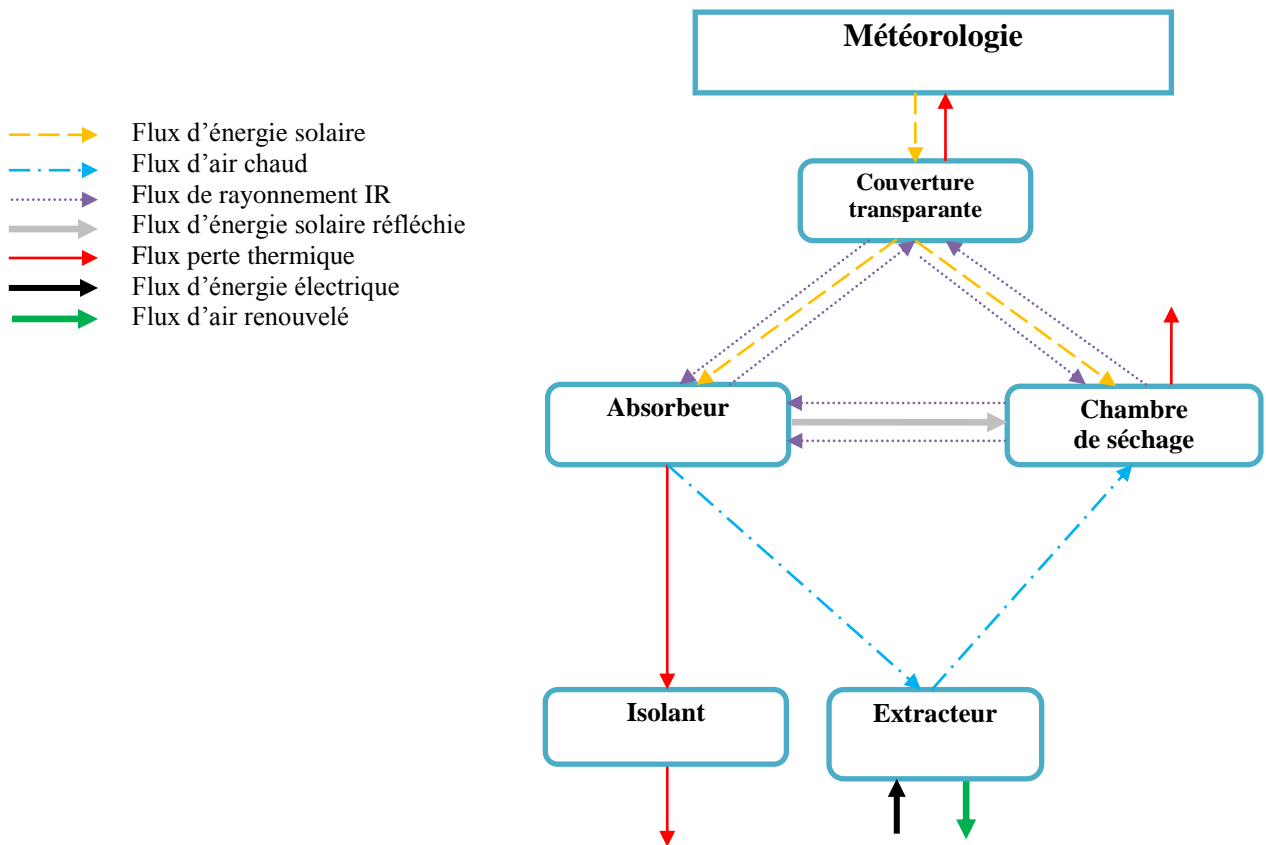 Météorologie
Flux d'énergie solaire
Flux d'air chaud
Flux de rayonnement IR
Flux d'énergie solaire réfléchie
Flux perte thermique
Flux d'énergie électrique
Flux d'air renouvelé
Couverture
transparante
Absorbeur
Chambre
de séchage
Isolant
Extracteur